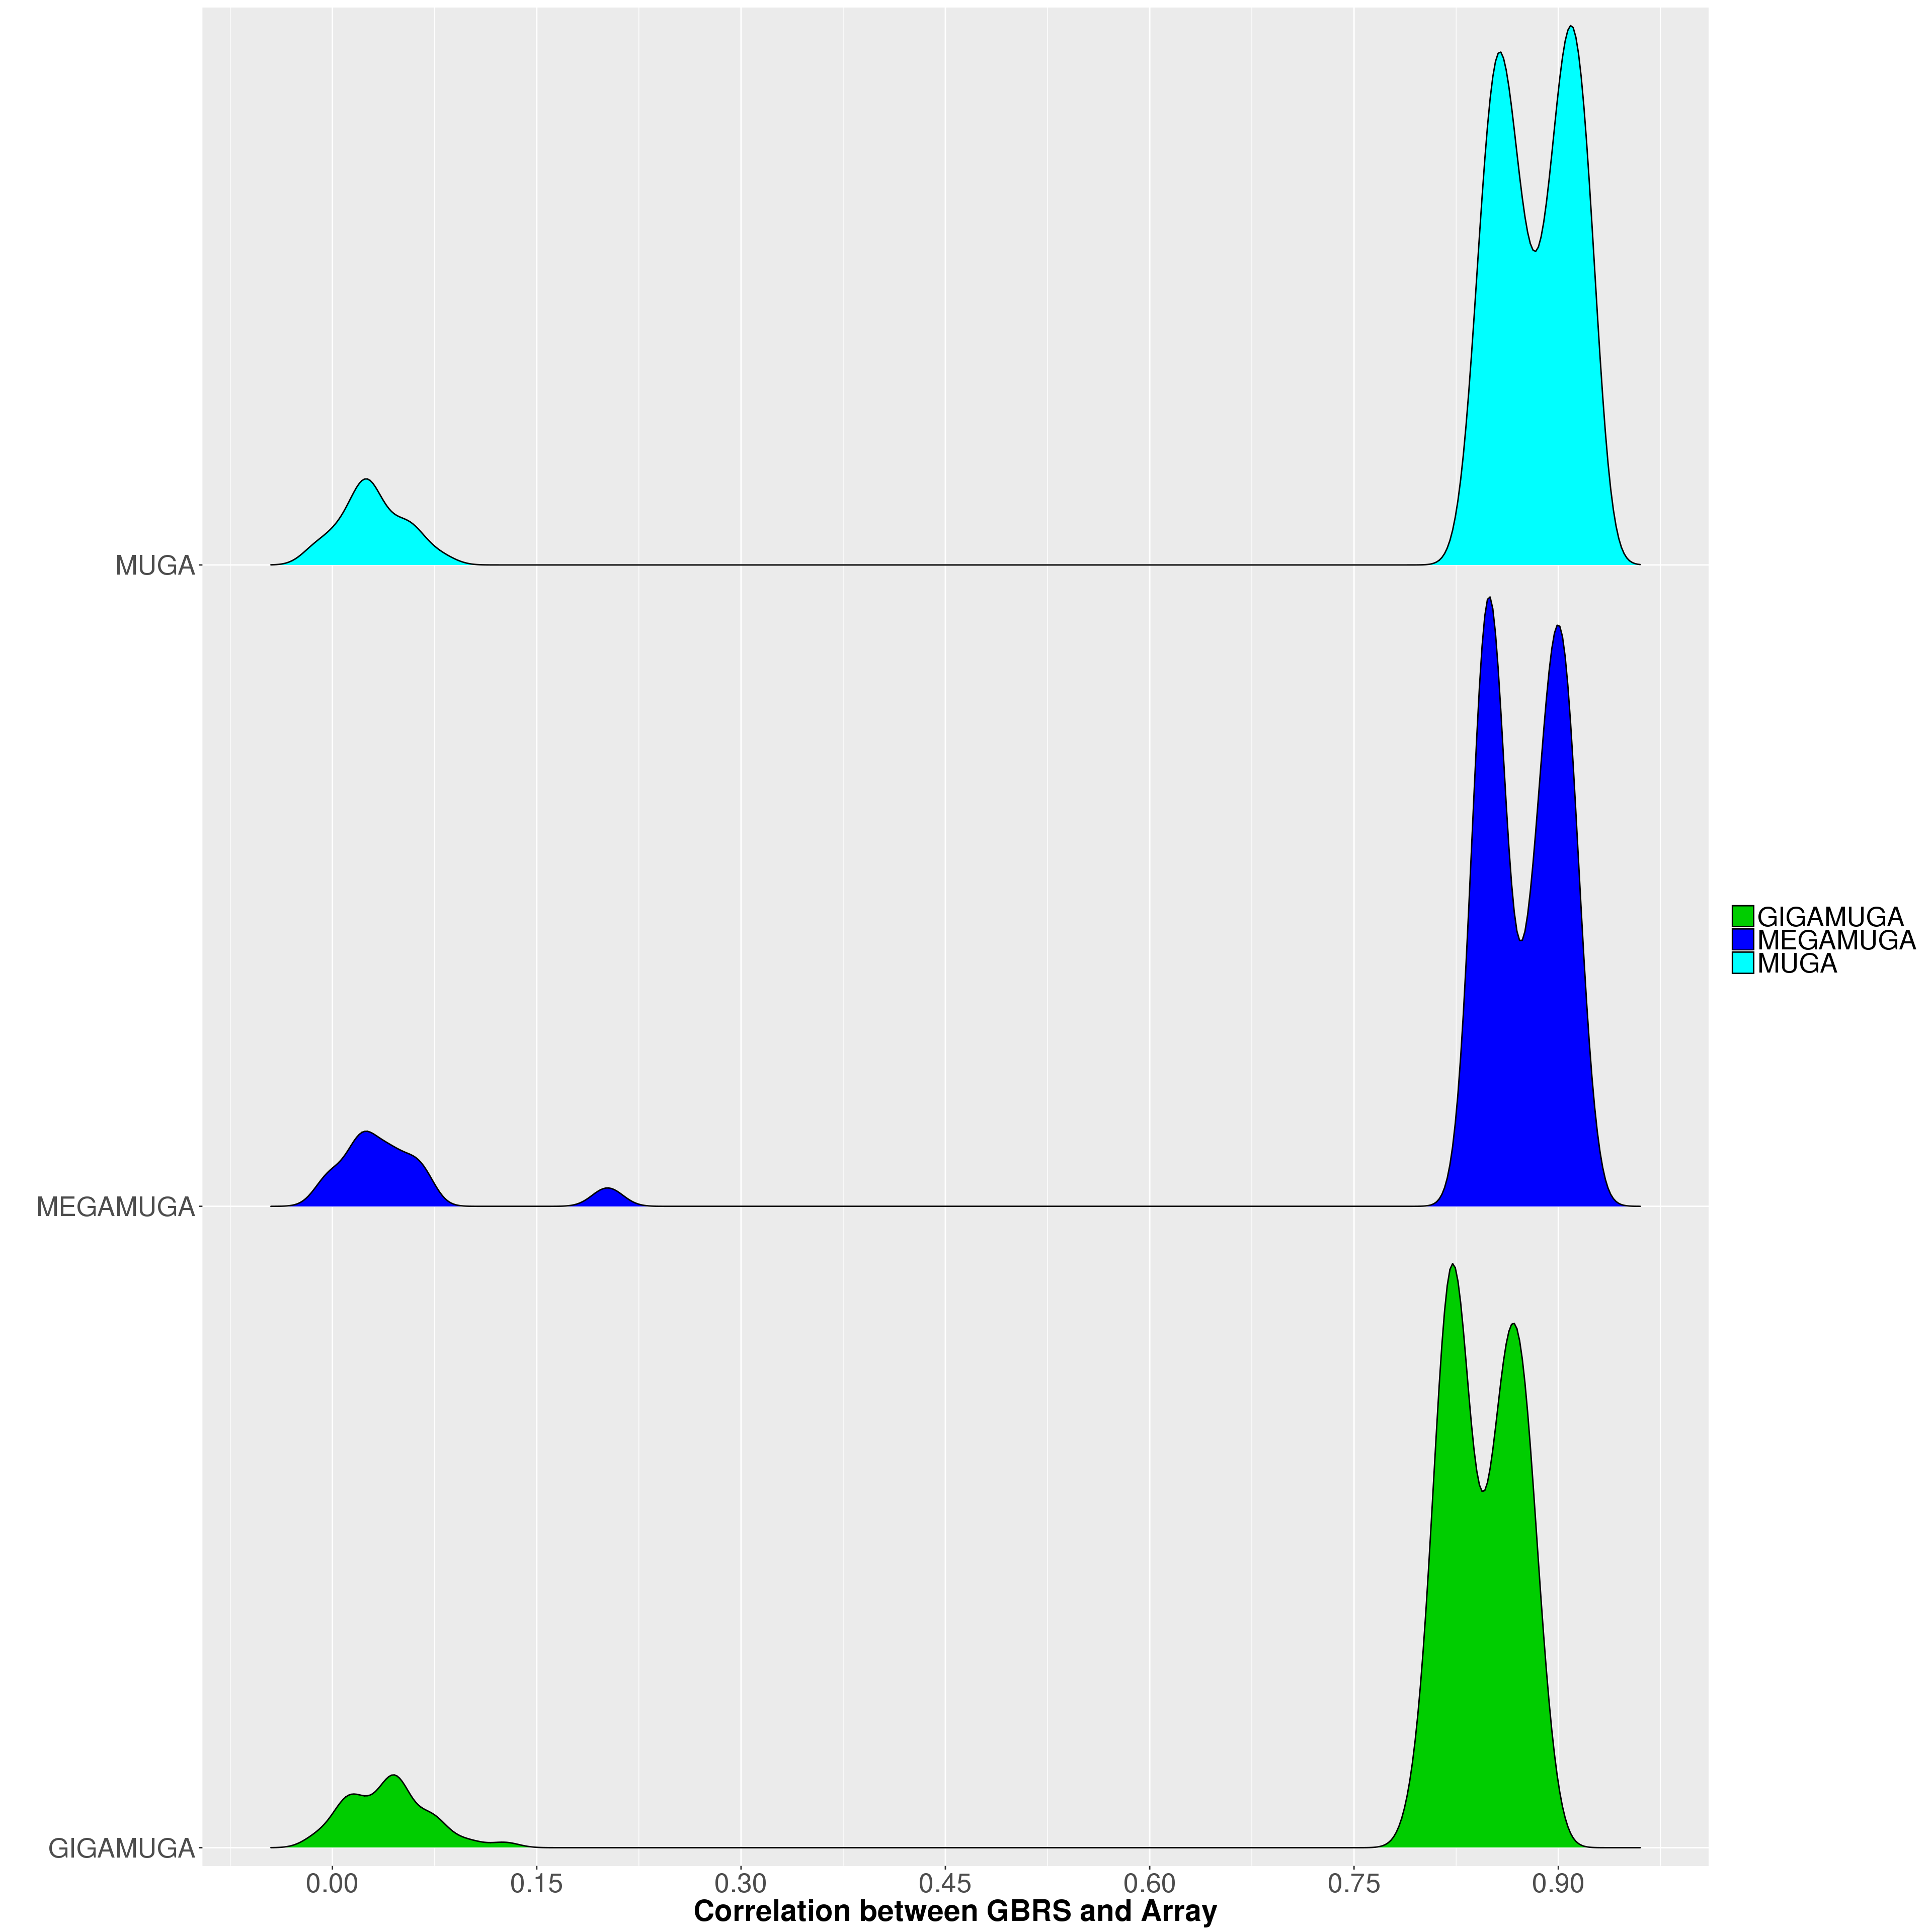 MUGA
MEGAMUGA
GIGAMUGA
0.00 0.15 0.30 0.45 0.60 0.75 0.90
Correlation between GBRS and Array
GIGAMUGA
MEGAMUGA
MUGA